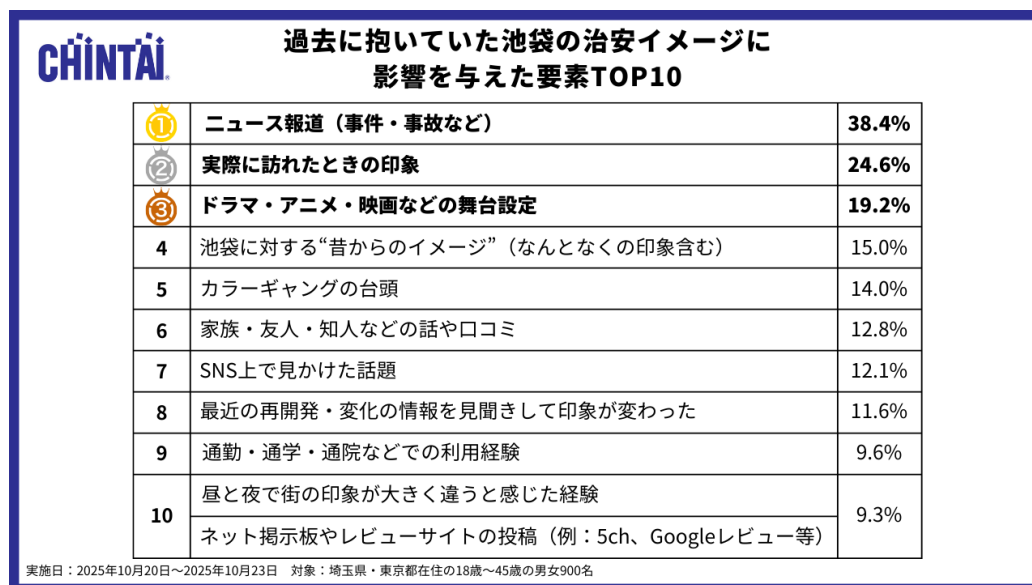 CHINTAI
過去に抱いていた池袋の治安イメージに
影響を与えた要素TOP10
1 ニュース報道（事件・事故など） 38.4%
2 実際に訪れたときの印象 24.6%
3 ドラマ・アニメ・映画などの舞台設定 19.2%
4 池袋に対する“昔からのイメージ”（なんとなくの印象含む） 15.0%
5 カラーギャングの台頭 14.0%
6 家族・友人・知人などの話や口コミ 12.8%
7 SNS上で見かけた話題 12.1%
8 最近の再開発・変化の情報を見聞きして印象が変わった 11.6%
9 通勤・通学・通院などでの利用経験 9.6%
10 昼と夜で街の印象が大きく違うと感じた経験 9.3%
ネット掲示板やレビューサイトの投稿（例：5ch、Googleレビュー等）
実施日：2025年10月20日～2025年10月23日　対象：埼玉県・東京都在住の18歳～45歳の男女900名